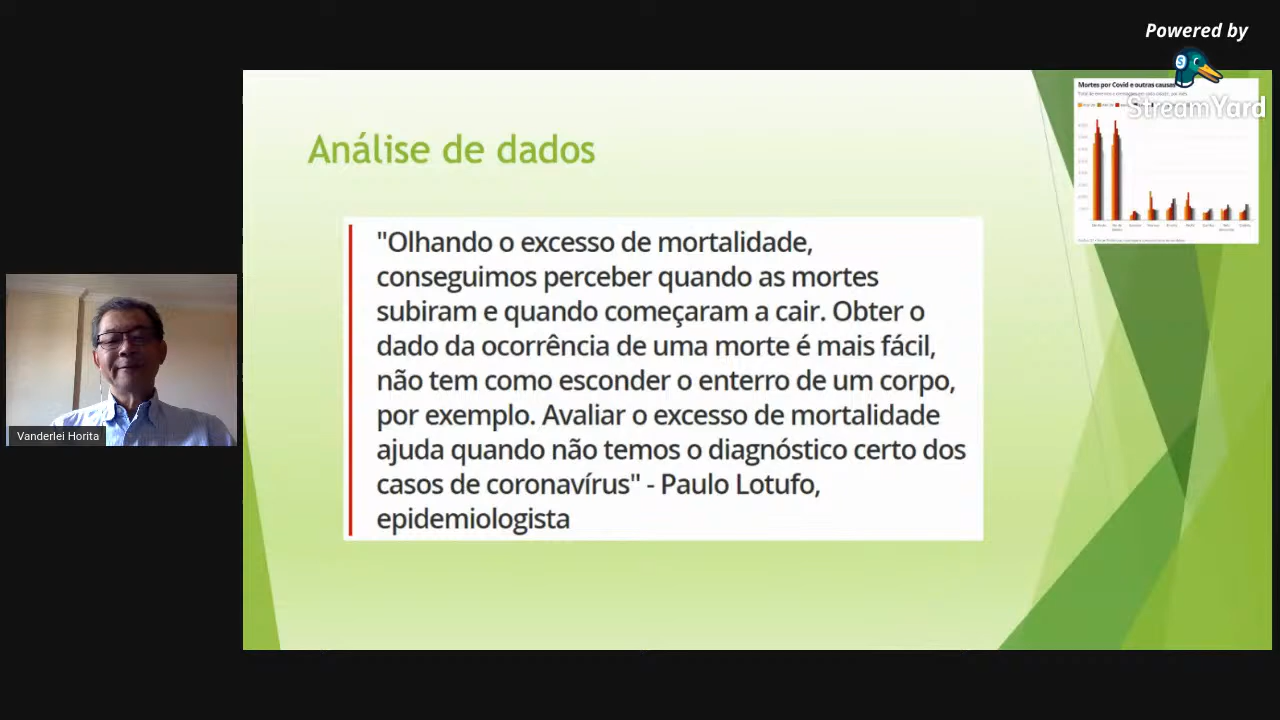 Powered by
StreamYard
Análise de dados
Mortes por Covid e outras causas
"Olhando o excesso de mortalidade,
conseguimos perceber quando as mortes
subiram e quando começaram a cair. Obter o
dado da ocorrência de uma morte é mais fácil,
não tem como esconder o enterro de um corpo,
por exemplo. Avaliar o excesso de mortalidade
ajuda quando não temos o diagnóstico certo dos
casos de coronavírus" - Paulo Lotufo,
epidemiologista
Vanderlei Horita